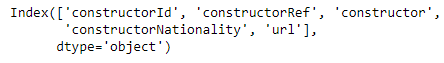 Index(['constructorId', 'constructorRef', 'constructor',
'constructorNationality', 'url'],
dtype='object')